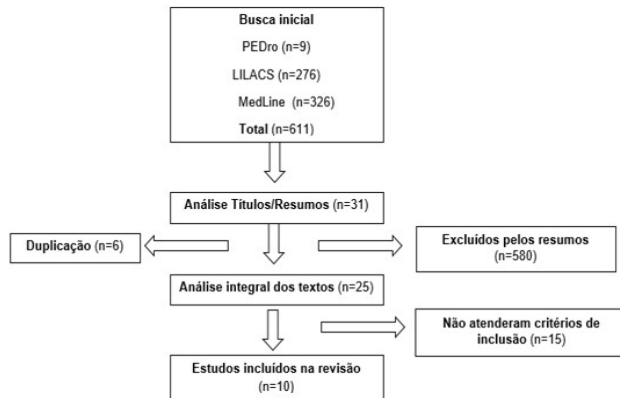 Busca inicial
PEDro (n=9)
LILACS (n=276)
MedLine (n=326)
Total (n=611)
Análise Títulos/Resumos (n=31)
Duplicação (n=6)
Excluídos pelos resumos
(n=580)
Análise integral dos textos (n=25)
Não atenderam critérios de
inclusão (n=15)
Estudos incluídos na revisão
(n=10)